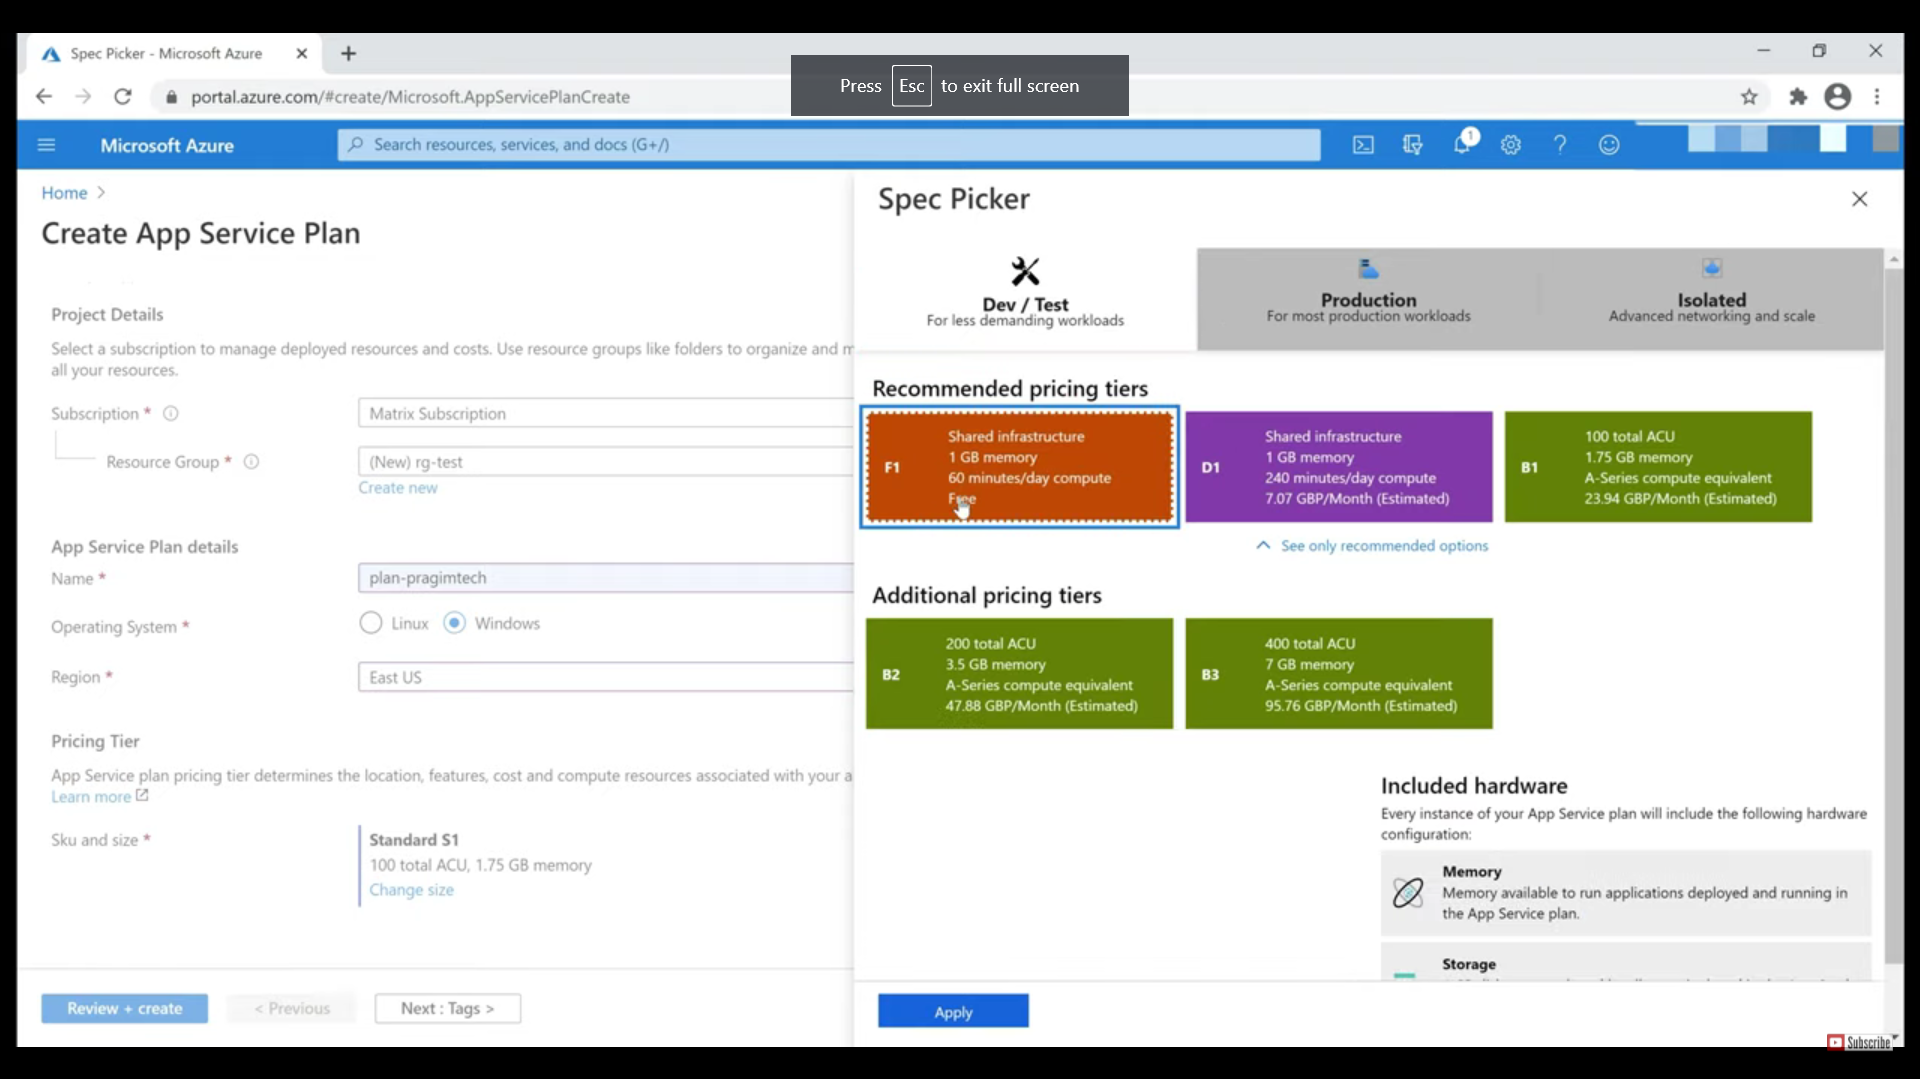 Spec Picker - Microsoft Azure
Press Esc to exit full screen
portal.azure.com/#create/Microsoft.AppServicePlanCreate
Microsoft Azure
Search resources, services, and docs (G+/)
1
Home >
Create App Service Plan
Project Details
Select a subscription to manage deployed resources and costs. Use resource groups like folders to organize and m
all your resources.
Subscription *
Matrix Subscription
Resource Group *
(New) rg-test
Create new
App Service Plan details
Name *
plan-pragimtech
Operating System *
Linux
Windows
Region *
East US
Pricing Tier
App Service plan pricing tier determines the location, features, cost and compute resources associated with your a
Learn more
Sku and size *
Standard S1
100 total ACU, 1.75 GB memory
Change size
Review + create
< Previous
Next : Tags >
Spec Picker
Dev / Test
For less demanding workloads
Production
For most production workloads
Isolated
Advanced networking and scale
Recommended pricing tiers
F1
Shared infrastructure
1 GB memory
60 minutes/day compute
Free
D1
Shared infrastructure
1 GB memory
240 minutes/day compute
7.07 GBP/Month (Estimated)
B1
100 total ACU
1.75 GB memory
A-Series compute equivalent
23.94 GBP/Month (Estimated)
See only recommended options
Additional pricing tiers
B2
200 total ACU
3.5 GB memory
A-Series compute equivalent
47.88 GBP/Month (Estimated)
B3
400 total ACU
7 GB memory
A-Series compute equivalent
95.76 GBP/Month (Estimated)
Included hardware
Every instance of your App Service plan will include the following hardware
configuration:
Memory
Memory available to run applications deployed and running in
the App Service plan.
Storage
Apply
Subscribe